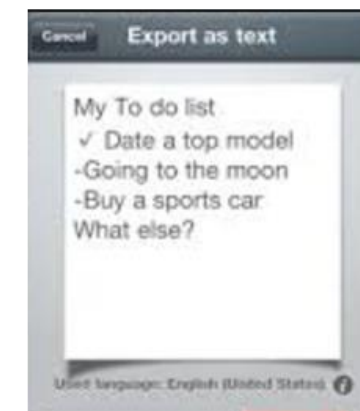 Cancel
Export as text
My To do list
✓ Date a top model
-Going to the moon
-Buy a sports car
What else?
Used language: English (United States)